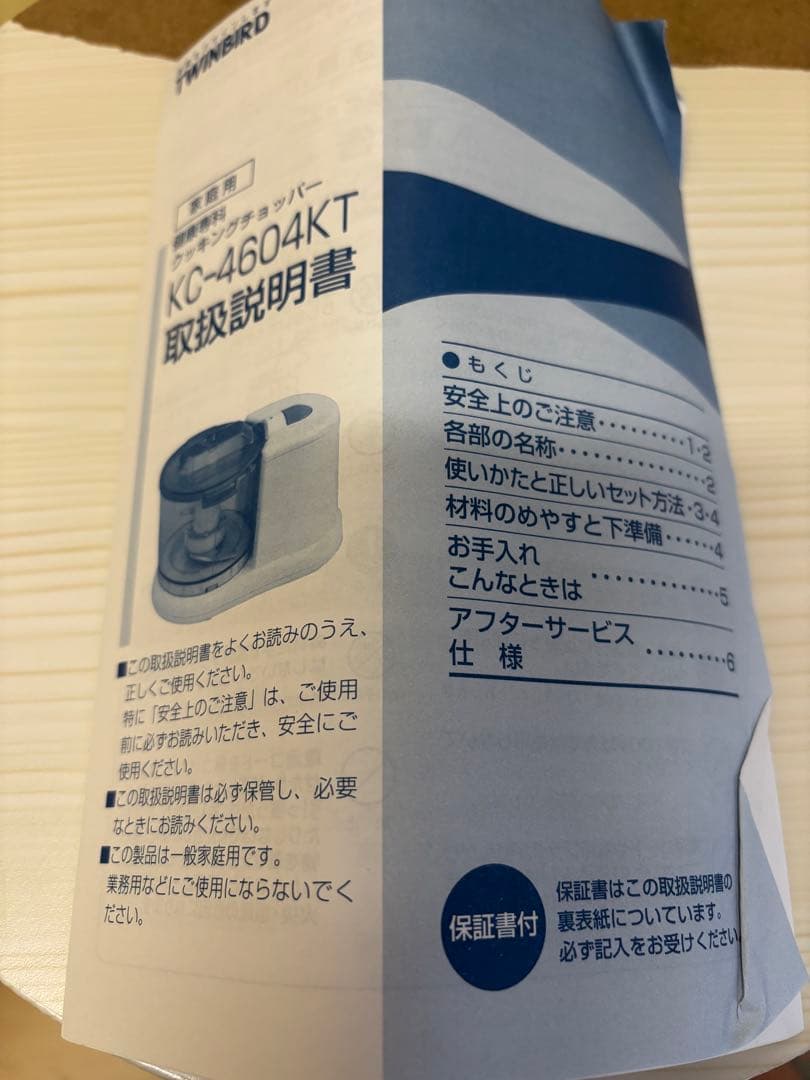 TWINBIRD
家庭用
健康専科
クッキングチョッパー
KC-4604KT
取扱説明書
■この取扱説明書をよくお読みのうえ、
正しくご使用ください。
特に「安全上のご注意」は、ご使用
前に必ずお読みいただき、安全にご
使用ください。
■この取扱説明書は必ず保管し、必要
なときにお読みください。
■この製品は一般家庭用です。
業務用などにご使用にならないでく
ださい。
●もくじ
安全上のご注意・・・・・・・・・1・2
各部の名称・・・・・・・・・・・・・・・2
使いかたと正しいセット方法・3・4
材料のめやすと下準備・・・・・4
お手入れ
こんなときは・・・・・・・・・・・・・5
アフターサービス
仕 様・・・・・・・・・6
保証書付
保証書はこの取扱説明書の
裏表紙についています。
必ず記入をお受けください